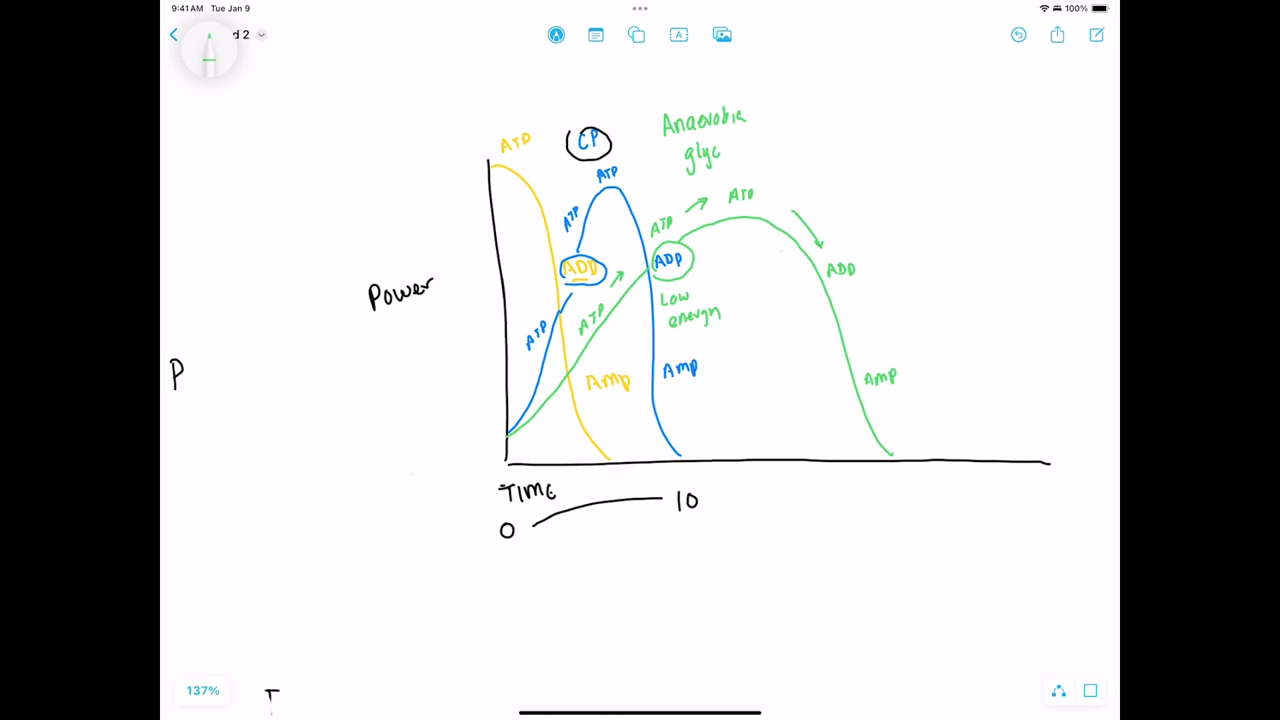 9:41 AM Tue Jan 9
100%
d 2
Anaerobic
glyc
ATP
CP
ATP
ATP
ATP
ATP
ADP
ADP
ADP
Low
energy
Power
ATP
ATP
P
AMP
AMP
AMP
TIME
0
10
137%
T